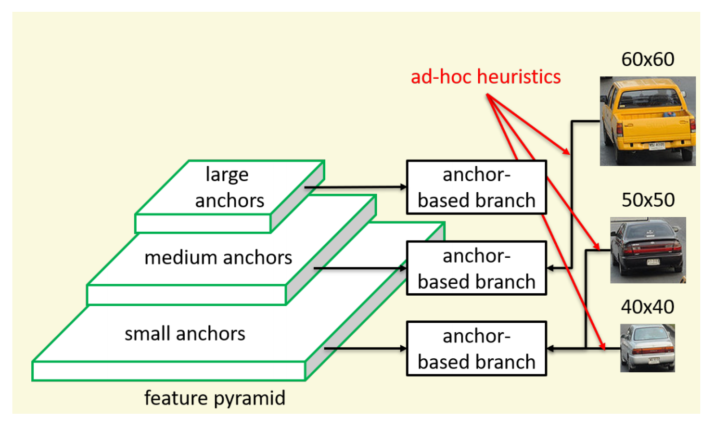 60x60
ad-hoc heuristics
large
anchors
anchor-
based branch
50x50
medium anchors
anchor-
based branch
40x40
small anchors
anchor-
based branch
feature pyramid